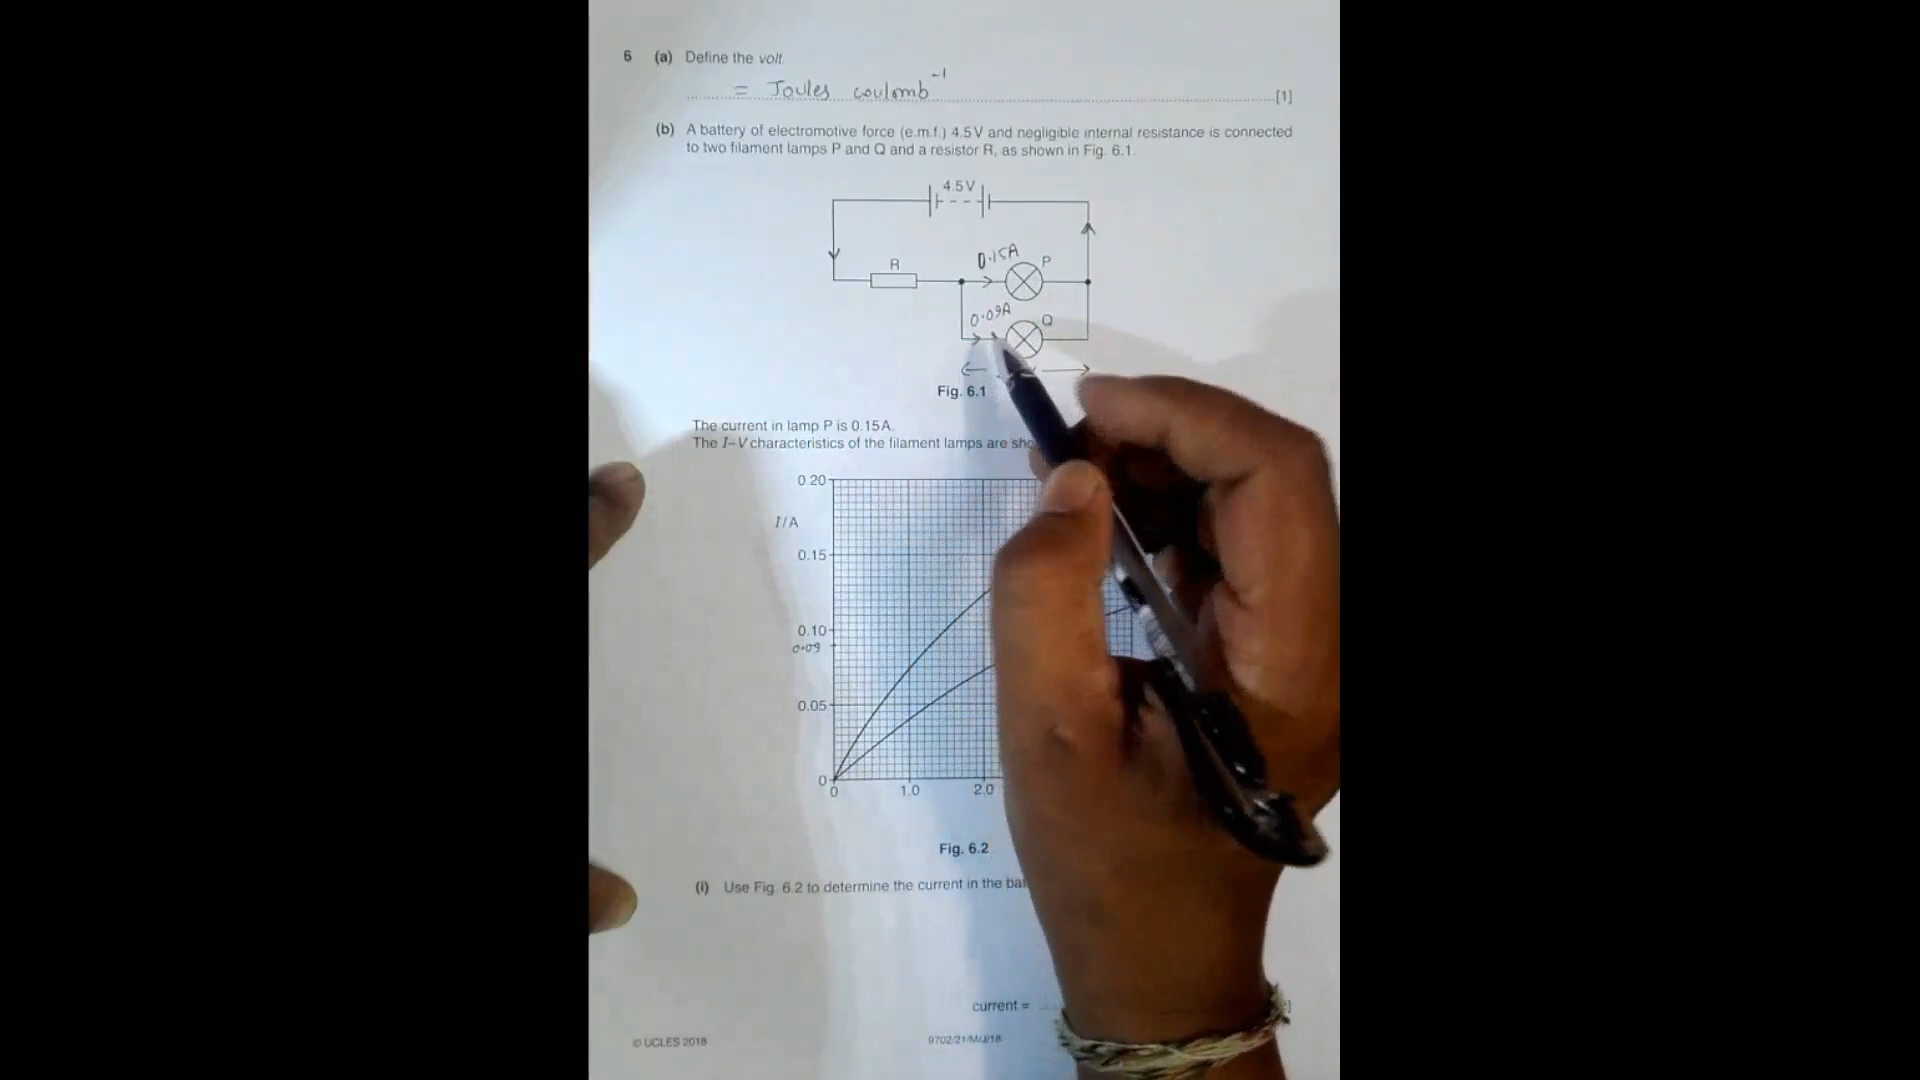 6 (a) Define the volt.
= Joules coulomb⁻¹ [1]
(b) A battery of electromotive force (e.m.f.) 4.5V and negligible internal resistance is connected
to two filament lamps P and Q and a resistor R, as shown in Fig. 6.1.
4.5V
0.15A
P
R
0.09A
Q
Fig. 6.1
The current in lamp P is 0.15A.
The I–V characteristics of the filament lamps are
0.20
I/A
0.15
0.10
0.09
0.05
0
0 1.0 2.0
Fig. 6.2
(i) Use Fig. 6.2 to determine the current in the
current =
© UCLES 2018 9702/21/M/J/18